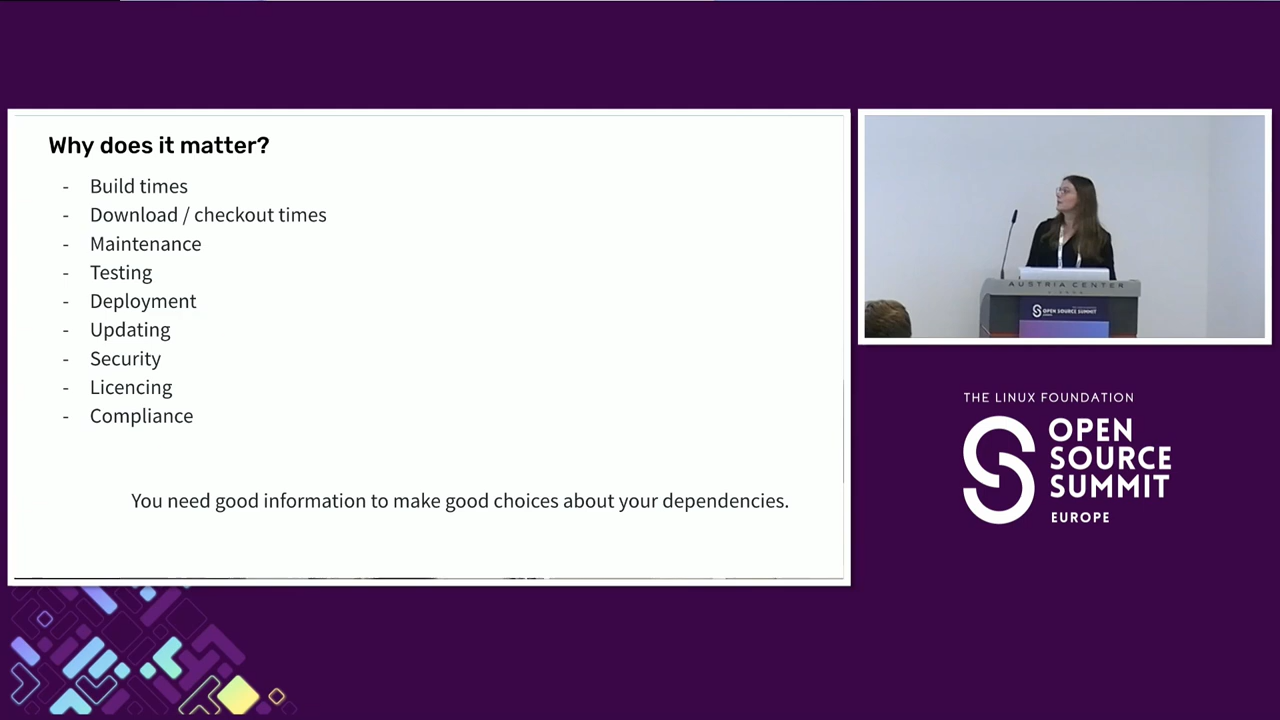 Why does it matter?
- Build times
- Download / checkout times
- Maintenance
- Testing
- Deployment
- Updating
- Security
- Licencing
- Compliance
You need good information to make good choices about your dependencies.
AUSTRIA CENTER
OPEN SOURCE SUMMIT
THE LINUX FOUNDATION
OPEN
SOURCE
SUMMIT
EUROPE